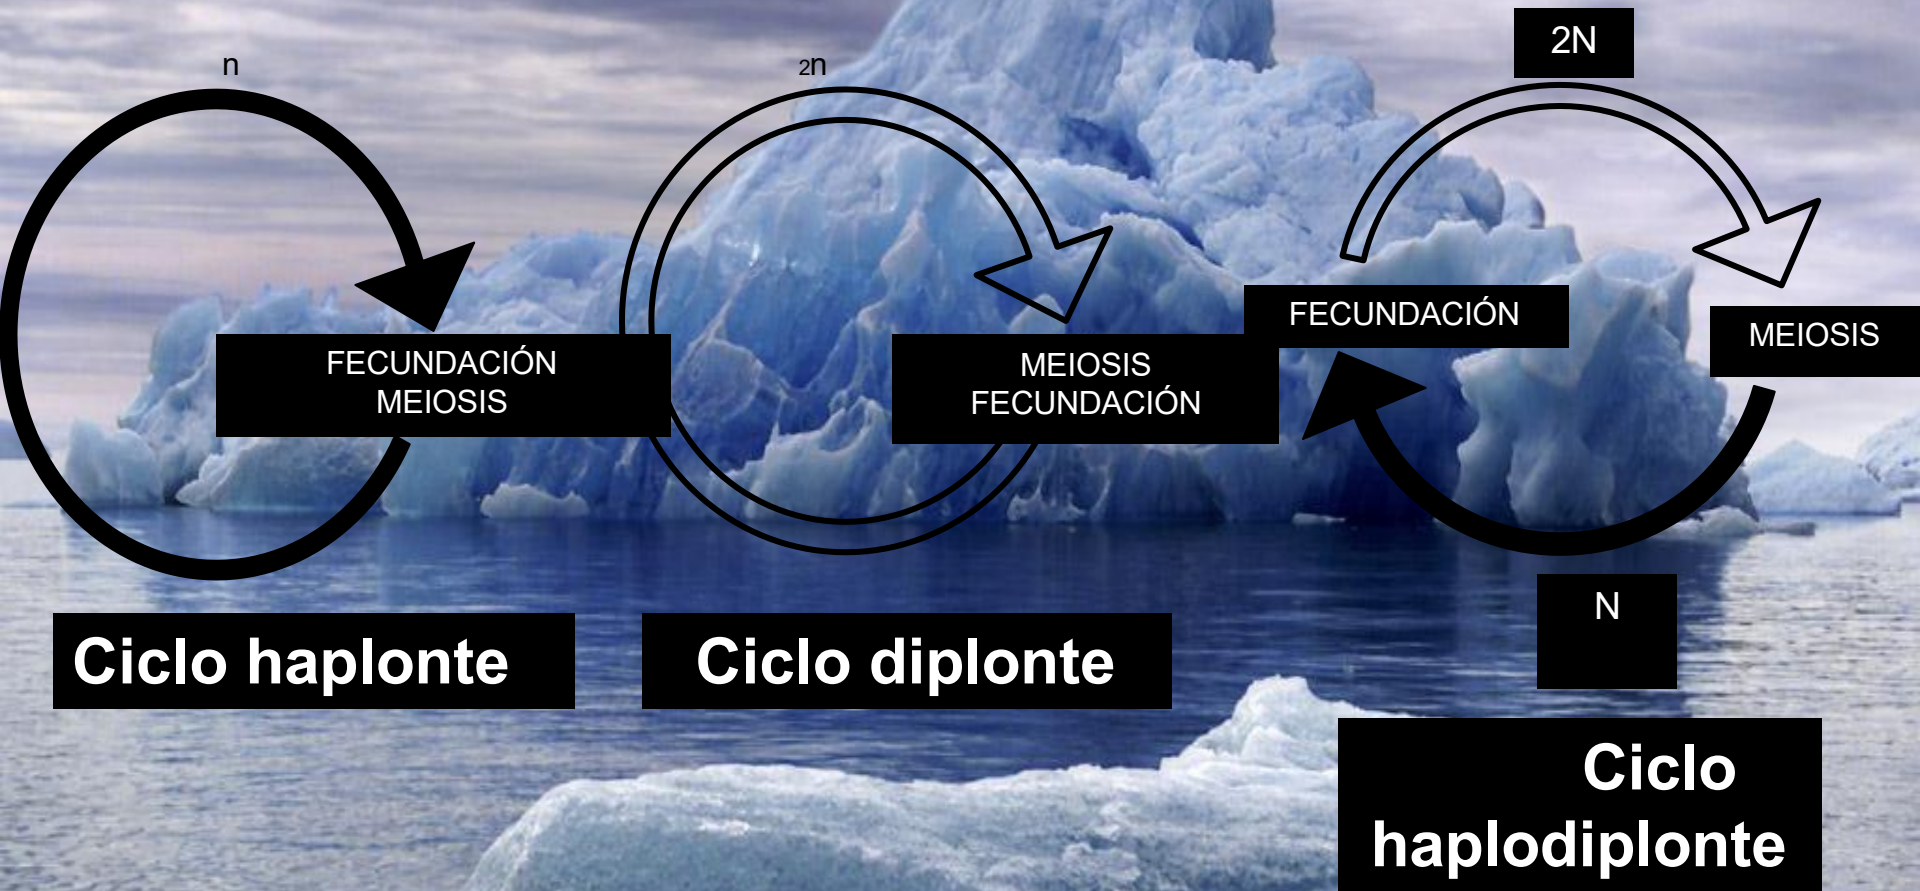 n
FECUNDACIÓN
MEIOSIS
Ciclo haplonte
2n
MEIOSIS
FECUNDACIÓN
Ciclo diplonte
2N
FECUNDACIÓN
MEIOSIS
N
Ciclo
haplodiplonte